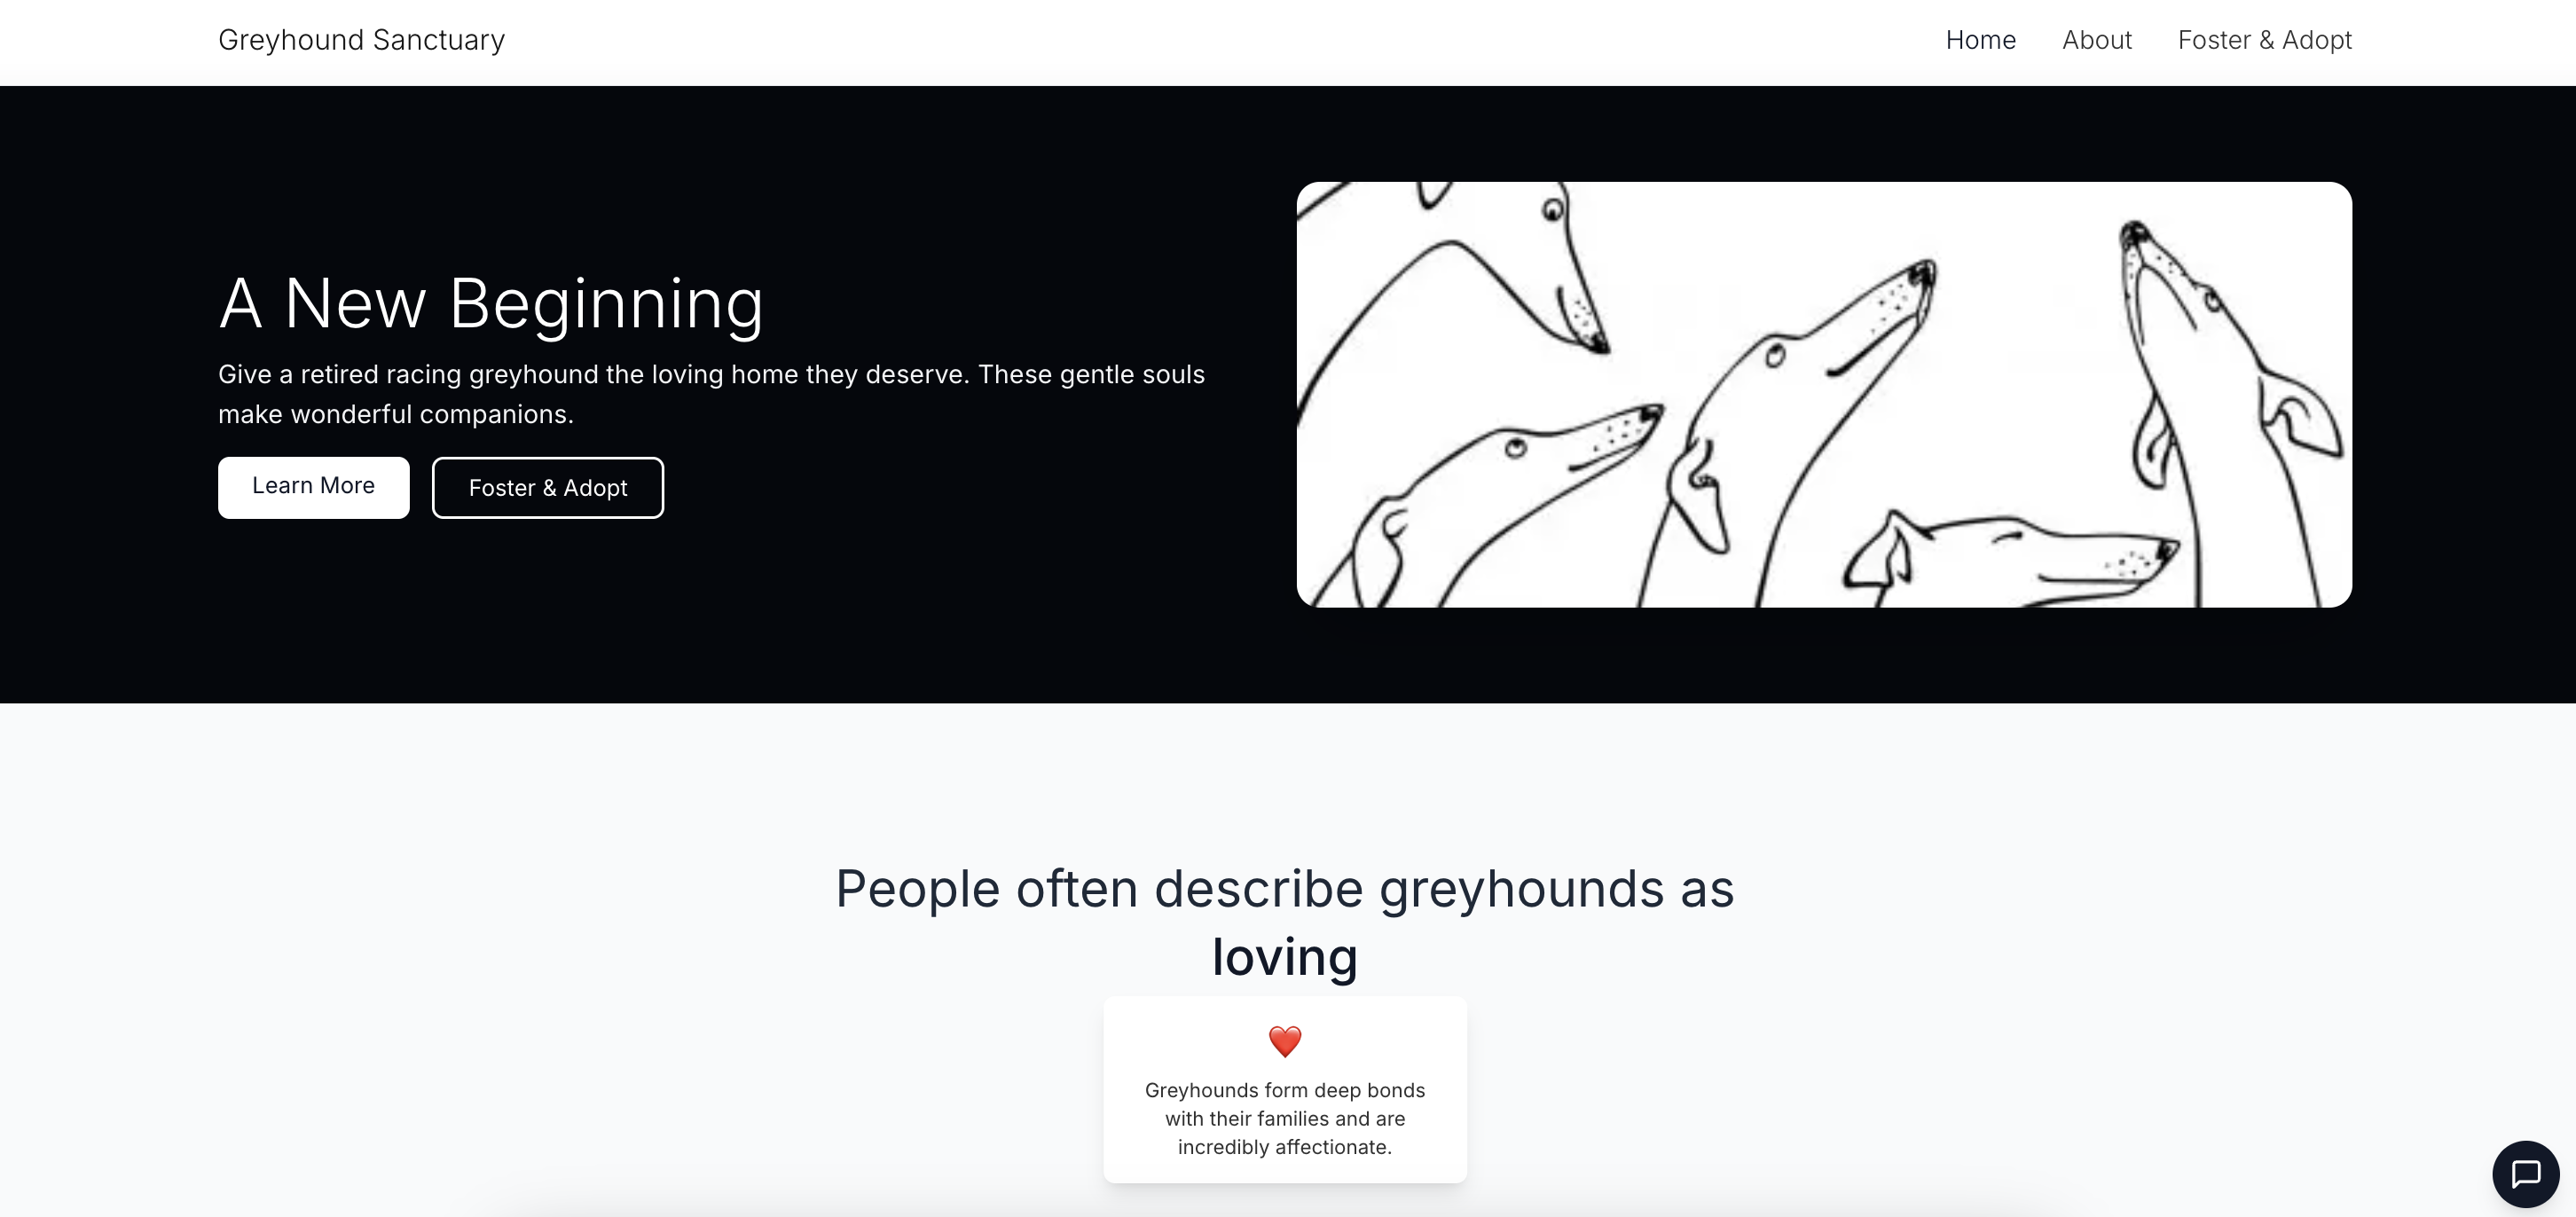 Greyhound Sanctuary
Home
About
Foster & Adopt
A New Beginning
Give a retired racing greyhound the loving home they deserve. These gentle souls
make wonderful companions.
Learn More
Foster & Adopt
People often describe greyhounds as
loving
Greyhounds form deep bonds
with their families and are
incredibly affectionate.